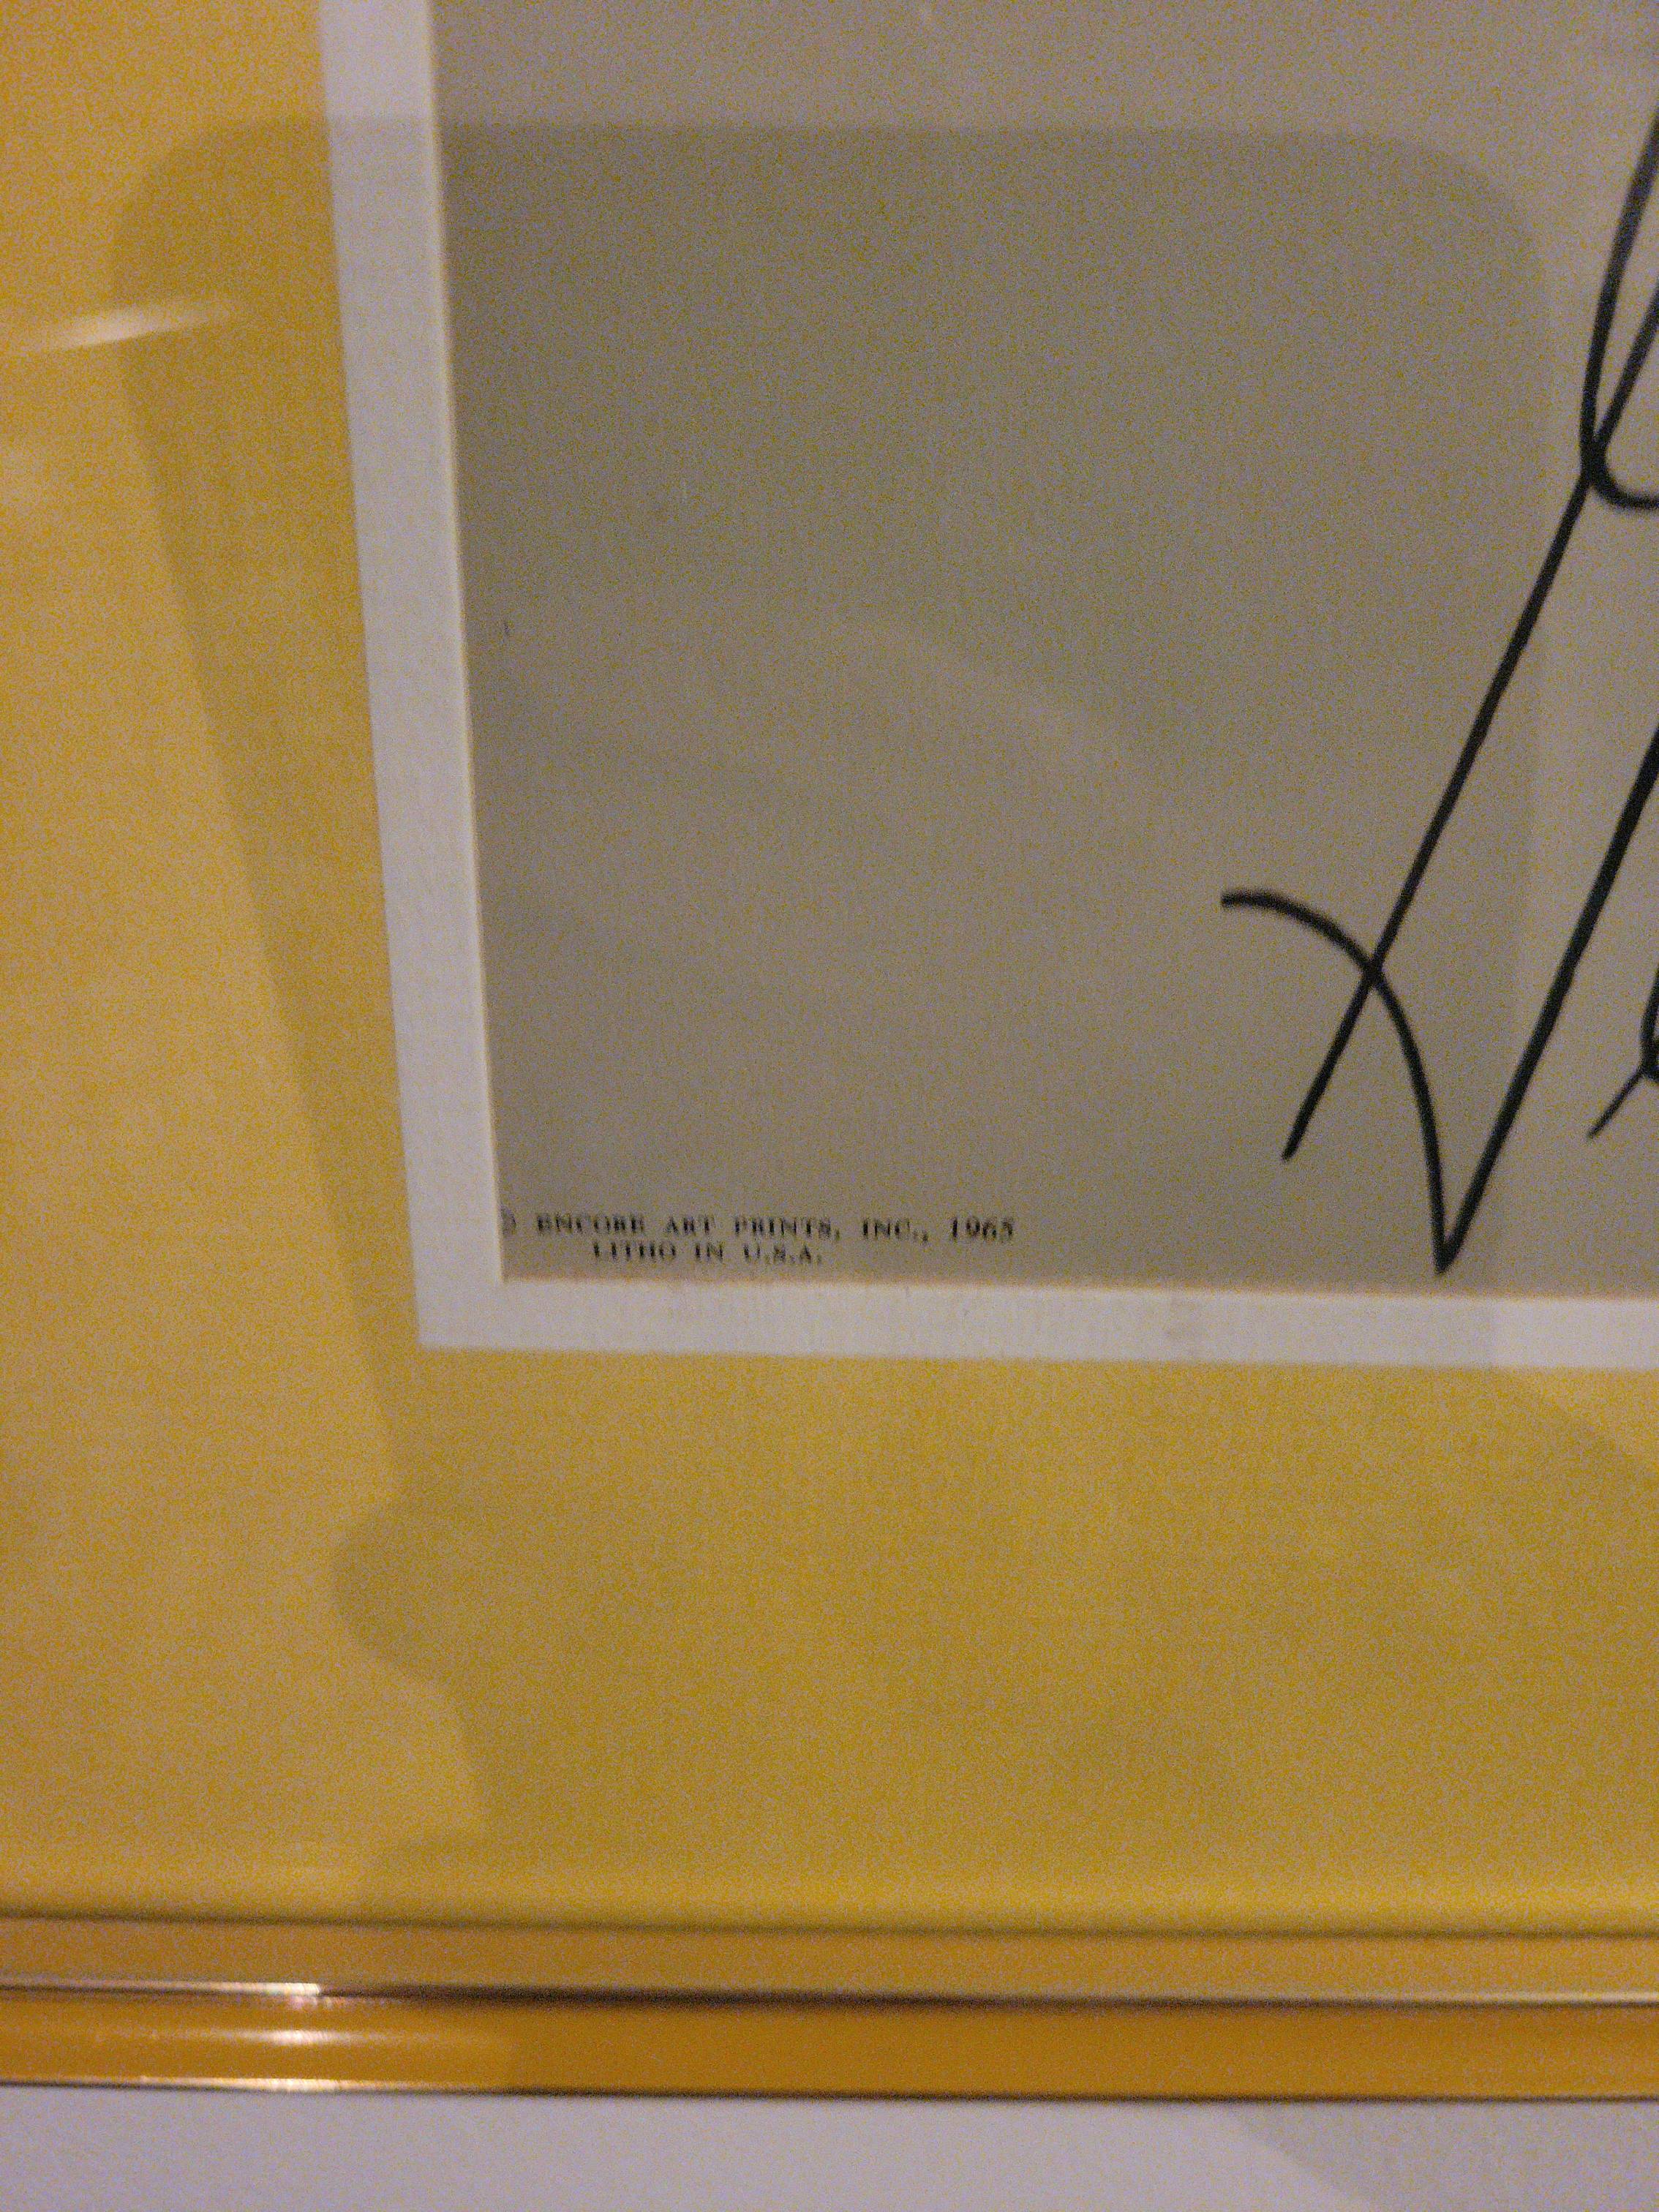 © ENCORE ART PRINTS, INC., 1965
LITHO IN U.S.A.